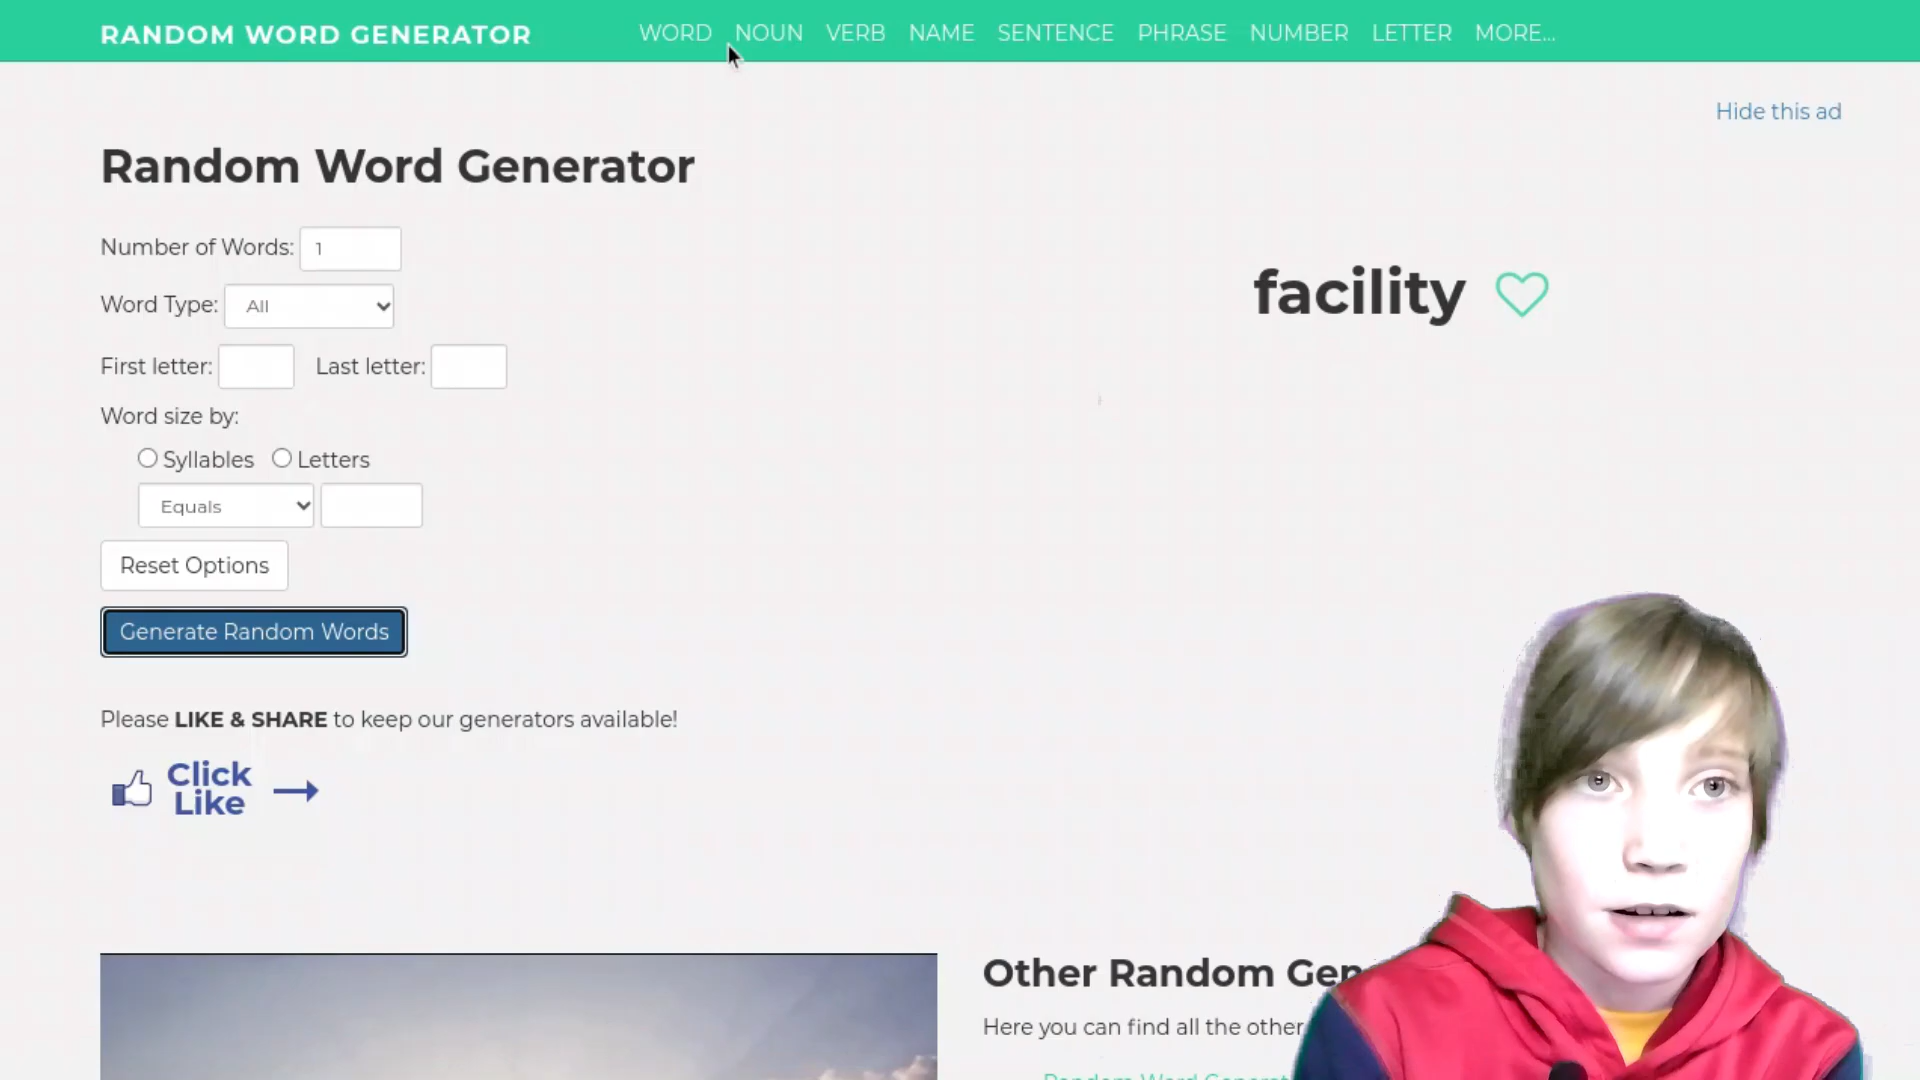 RANDOM WORD GENERATOR
WORD NOUN VERB NAME SENTENCE PHRASE NUMBER LETTER MORE...
Hide this ad
Random Word Generator
Number of Words: 1
Word Type: All
facility
First letter: Last letter:
Word size by:
Syllables Letters
Equals
Reset Options
Generate Random Words
Please LIKE & SHARE to keep our generators available!
Click
Like
Other Random Gen
Here you can find all the other
Random Word Generat